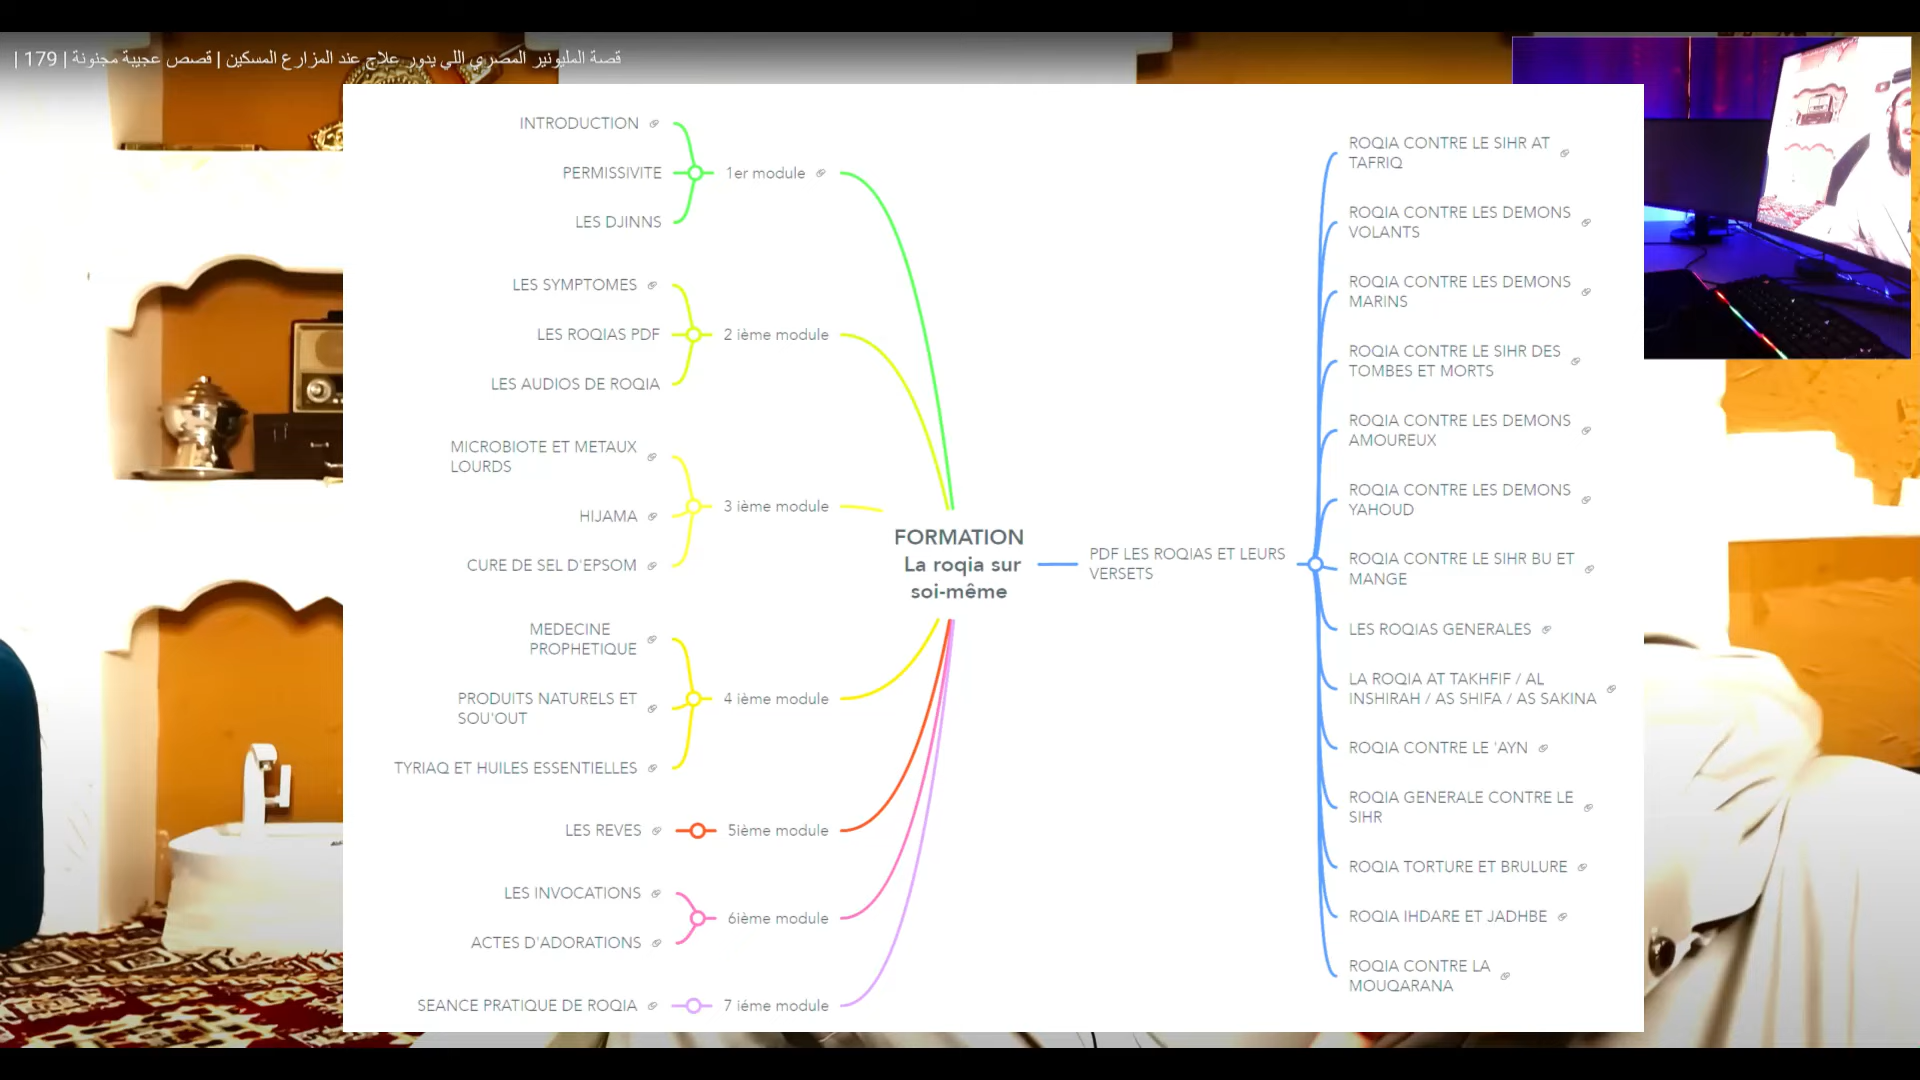 قصة المليونير المصري اللي يدور علاج عند المزارع المسكين | قصص عجيبة مجنونة | 179 |
INTRODUCTION
PERMISSIVITE
LES DJINNS
1er module
LES SYMPTOMES
LES ROQIAS PDF
LES AUDIOS DE ROQIA
2 ième module
MICROBIOTE ET METAUX
LOURDS
HIJAMA
CURE DE SEL D'EPSOM
3 ième module
MEDECINE
PROPHETIQUE
PRODUITS NATURELS ET
SOU'OUT
TYRIAQ ET HUILES ESSENTIELLES
4 ième module
LES REVES
5ième module
LES INVOCATIONS
ACTES D'ADORATIONS
6ième module
SEANCE PRATIQUE DE ROQIA
7 iéme module
FORMATION
La roqia sur
soi-même
PDF LES ROQIAS ET LEURS
VERSETS
ROQIA CONTRE LE SIHR AT
TAFRIQ
ROQIA CONTRE LES DEMONS
VOLANTS
ROQIA CONTRE LES DEMONS
MARINS
ROQIA CONTRE LE SIHR DES
TOMBES ET MORTS
ROQIA CONTRE LES DEMONS
AMOUREUX
ROQIA CONTRE LES DEMONS
YAHOUD
ROQIA CONTRE LE SIHR BU ET
MANGE
LES ROQIAS GENERALES
LA ROQIA AT TAKHFIF / AL
INSHIRAH / AS SHIFA / AS SAKINA
ROQIA CONTRE LE 'AYN
ROQIA GENERALE CONTRE LE
SIHR
ROQIA TORTURE ET BRULURE
ROQIA IHDARE ET JADHBE
ROQIA CONTRE LA
MOUQARANA